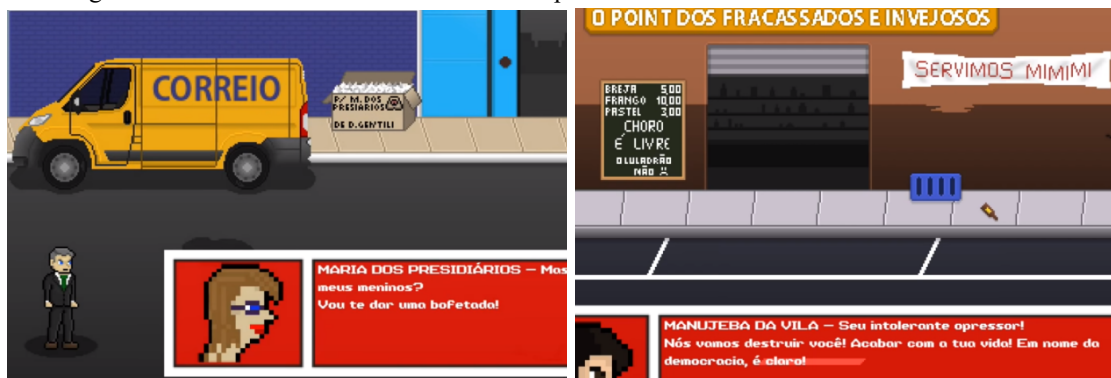 CORREIO
P/ M. DOS
PRESIÁRIOS
DE D. GENTILI
MARIA DOS PRESIDIÁRIOS – Mas
meus meninos?
Vou te dar uma bofetada!
O POINT DOS FRACASSADOS E INVEJOSOS
SERVIMOS MIMIMI
BREJA 5,00
FRANGO 10,00
PASTEL 3,00
CHORO
É LIVRE
O LULADRÃO
NÃO :(
MANUJEBA DA VILA – Seu intolerante opressor!
Nós vamos destruir você! Acabar com a tua vida! Em nome da
democracia, é claro!